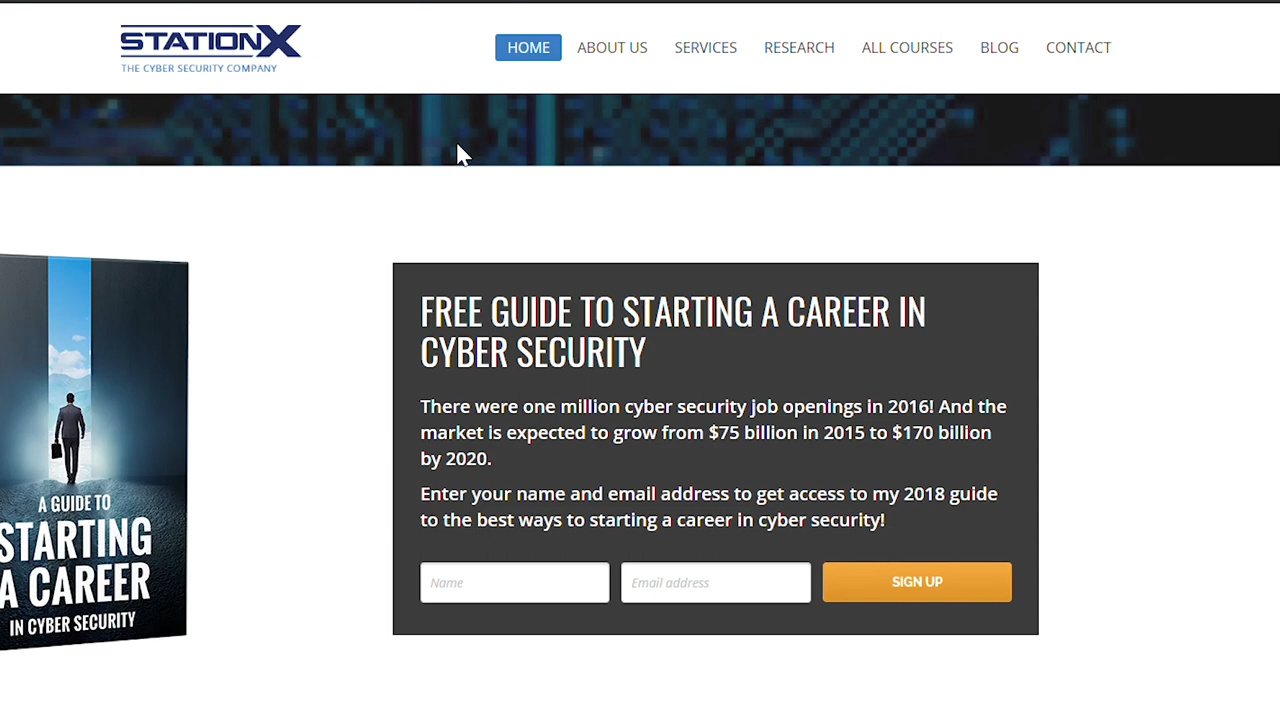 STATIONX
THE CYBER SECURITY COMPANY
HOME
ABOUT US
SERVICES
RESEARCH
ALL COURSES
BLOG
CONTACT
A GUIDE TO
STARTING
A CAREER
IN CYBER SECURITY
FREE GUIDE TO STARTING A CAREER IN
CYBER SECURITY
There were one million cyber security job openings in 2016! And the
market is expected to grow from $75 billion in 2015 to $170 billion
by 2020.
Enter your name and email address to get access to my 2018 guide
to the best ways to starting a career in cyber security!
Name
Email address
SIGN UP